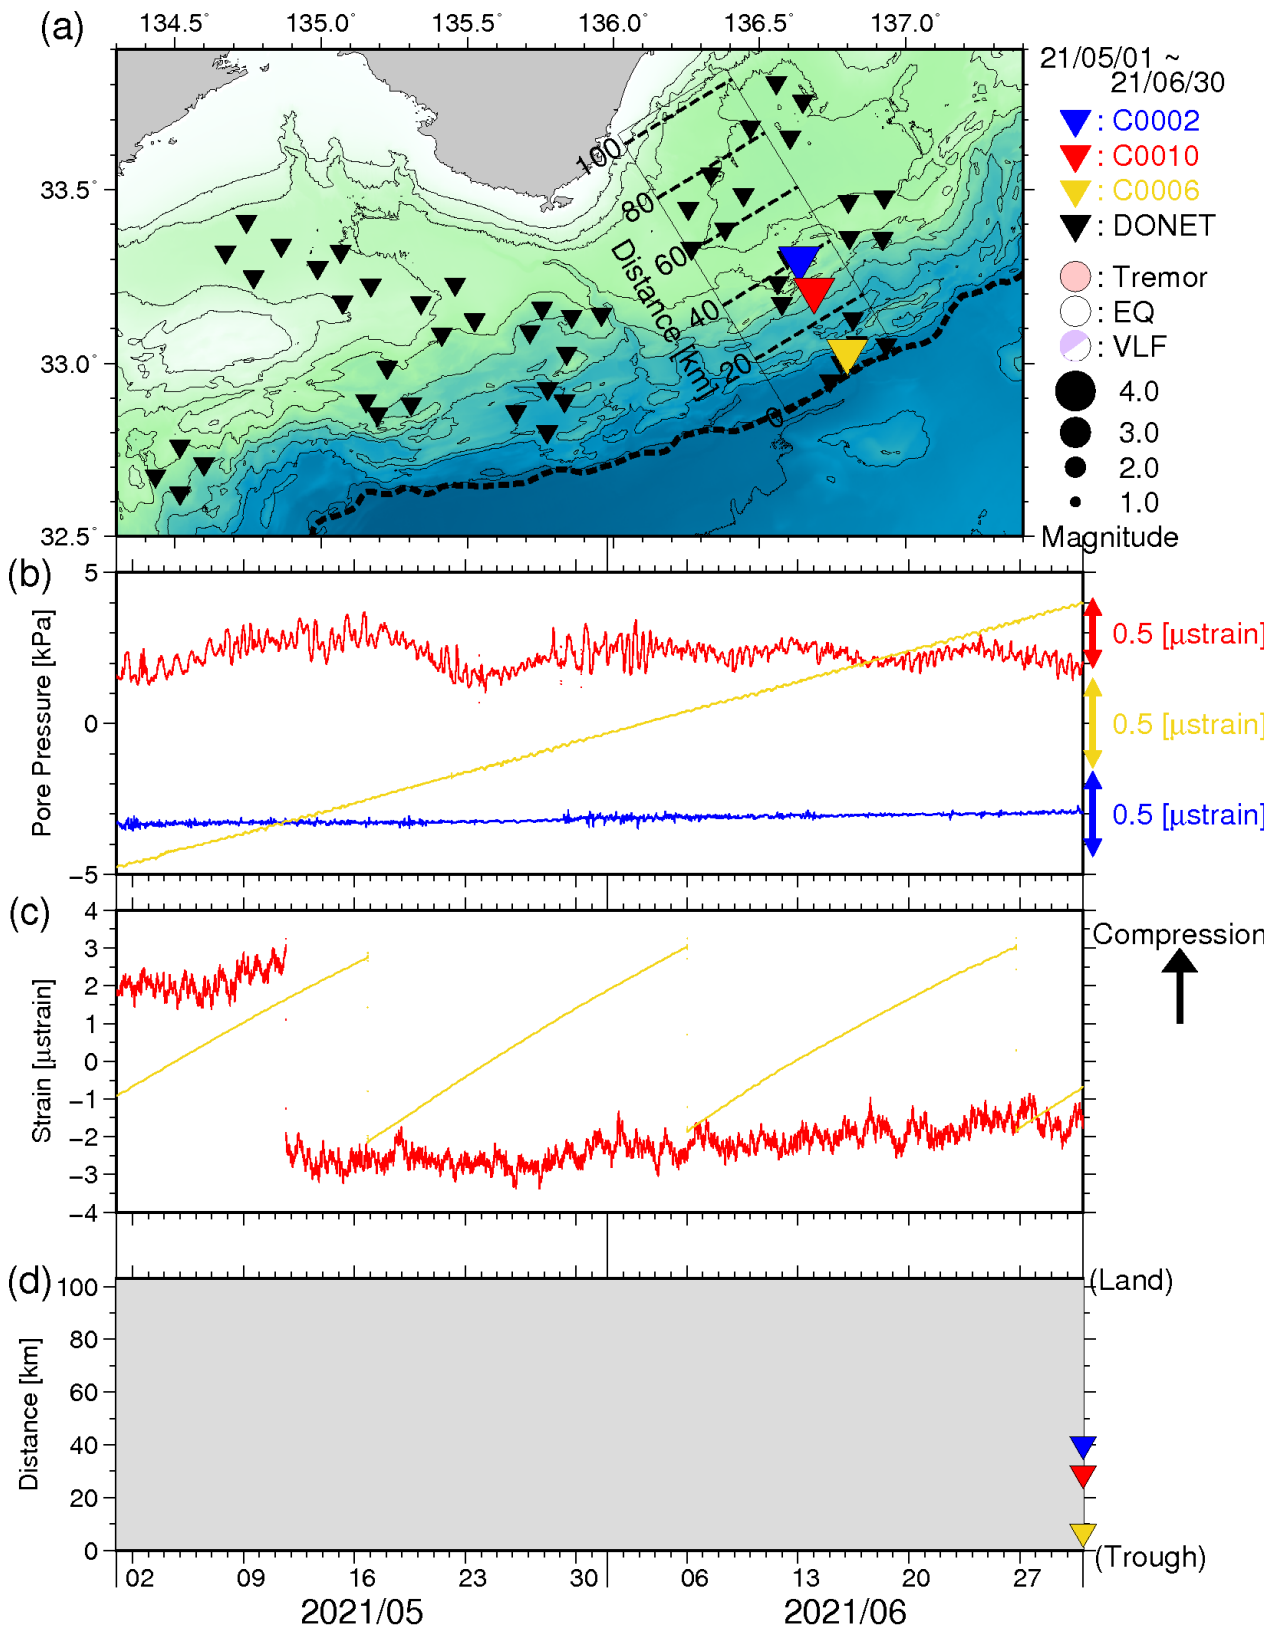 (a)
134.5° 135.0° 135.5° 136.0° 136.5° 137.0°
21/05/01 ~
21/06/30
: C0002
: C0010
: C0006
: DONET
: Tremor
: EQ
: VLF
4.0
3.0
2.0
1.0
Magnitude
33.5°
33.0°
32.5°
100
80
60
40
20
0
Distance [km]
(b)
Pore Pressure [kPa]
5
0
−5
0.5 [μstrain]
0.5 [μstrain]
0.5 [μstrain]
(c)
Strain [μstrain]
4
3
2
1
0
−1
−2
−3
−4
Compression
(d)
Distance [km]
100
80
60
40
20
0
(Land)
(Trough)
02 09 16 23 30 06 13 20 27
2021/05 2021/06